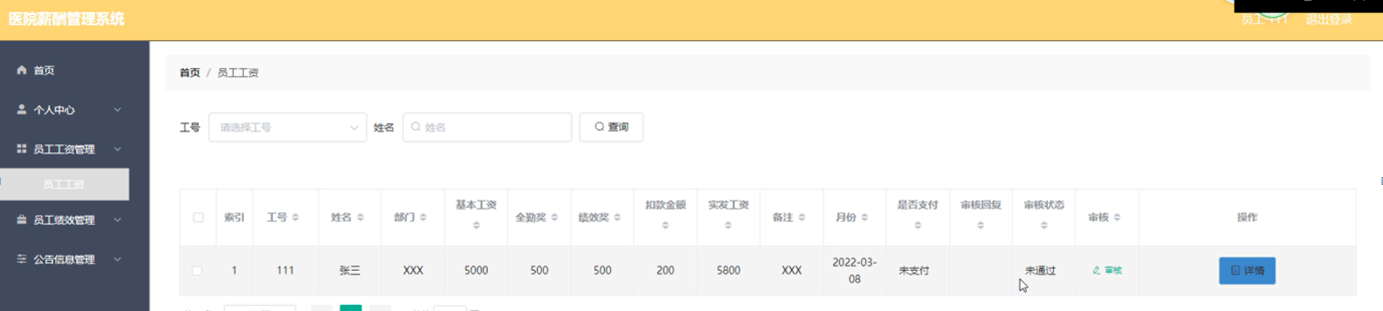 医院薪酬管理系统
员工 111 退出登录
首页
个人中心
员工工资管理
员工工资
员工绩效管理
公告信息管理
首页 / 员工工资
工号 请选择工号 姓名 姓名 查询
索引 工号 姓名 部门 基本工资 全勤奖 绩效奖 扣款金额 实发工资 备注 月份 是否支付 审核回复 审核状态 审核 操作
1 111 张三 XXX 5000 500 500 200 5800 XXX 2022-03-08 未支付 未通过 审核 详情